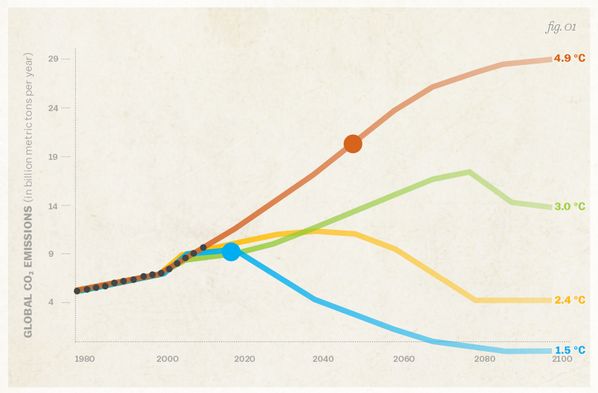 fig. 01
GLOBAL CO₂ EMISSIONS (in billion metric tons per year)
29
24
19
14
9
4
4.9 °C
3.0 °C
2.4 °C
1.5 °C
1980 2000 2020 2040 2060 2080 2100